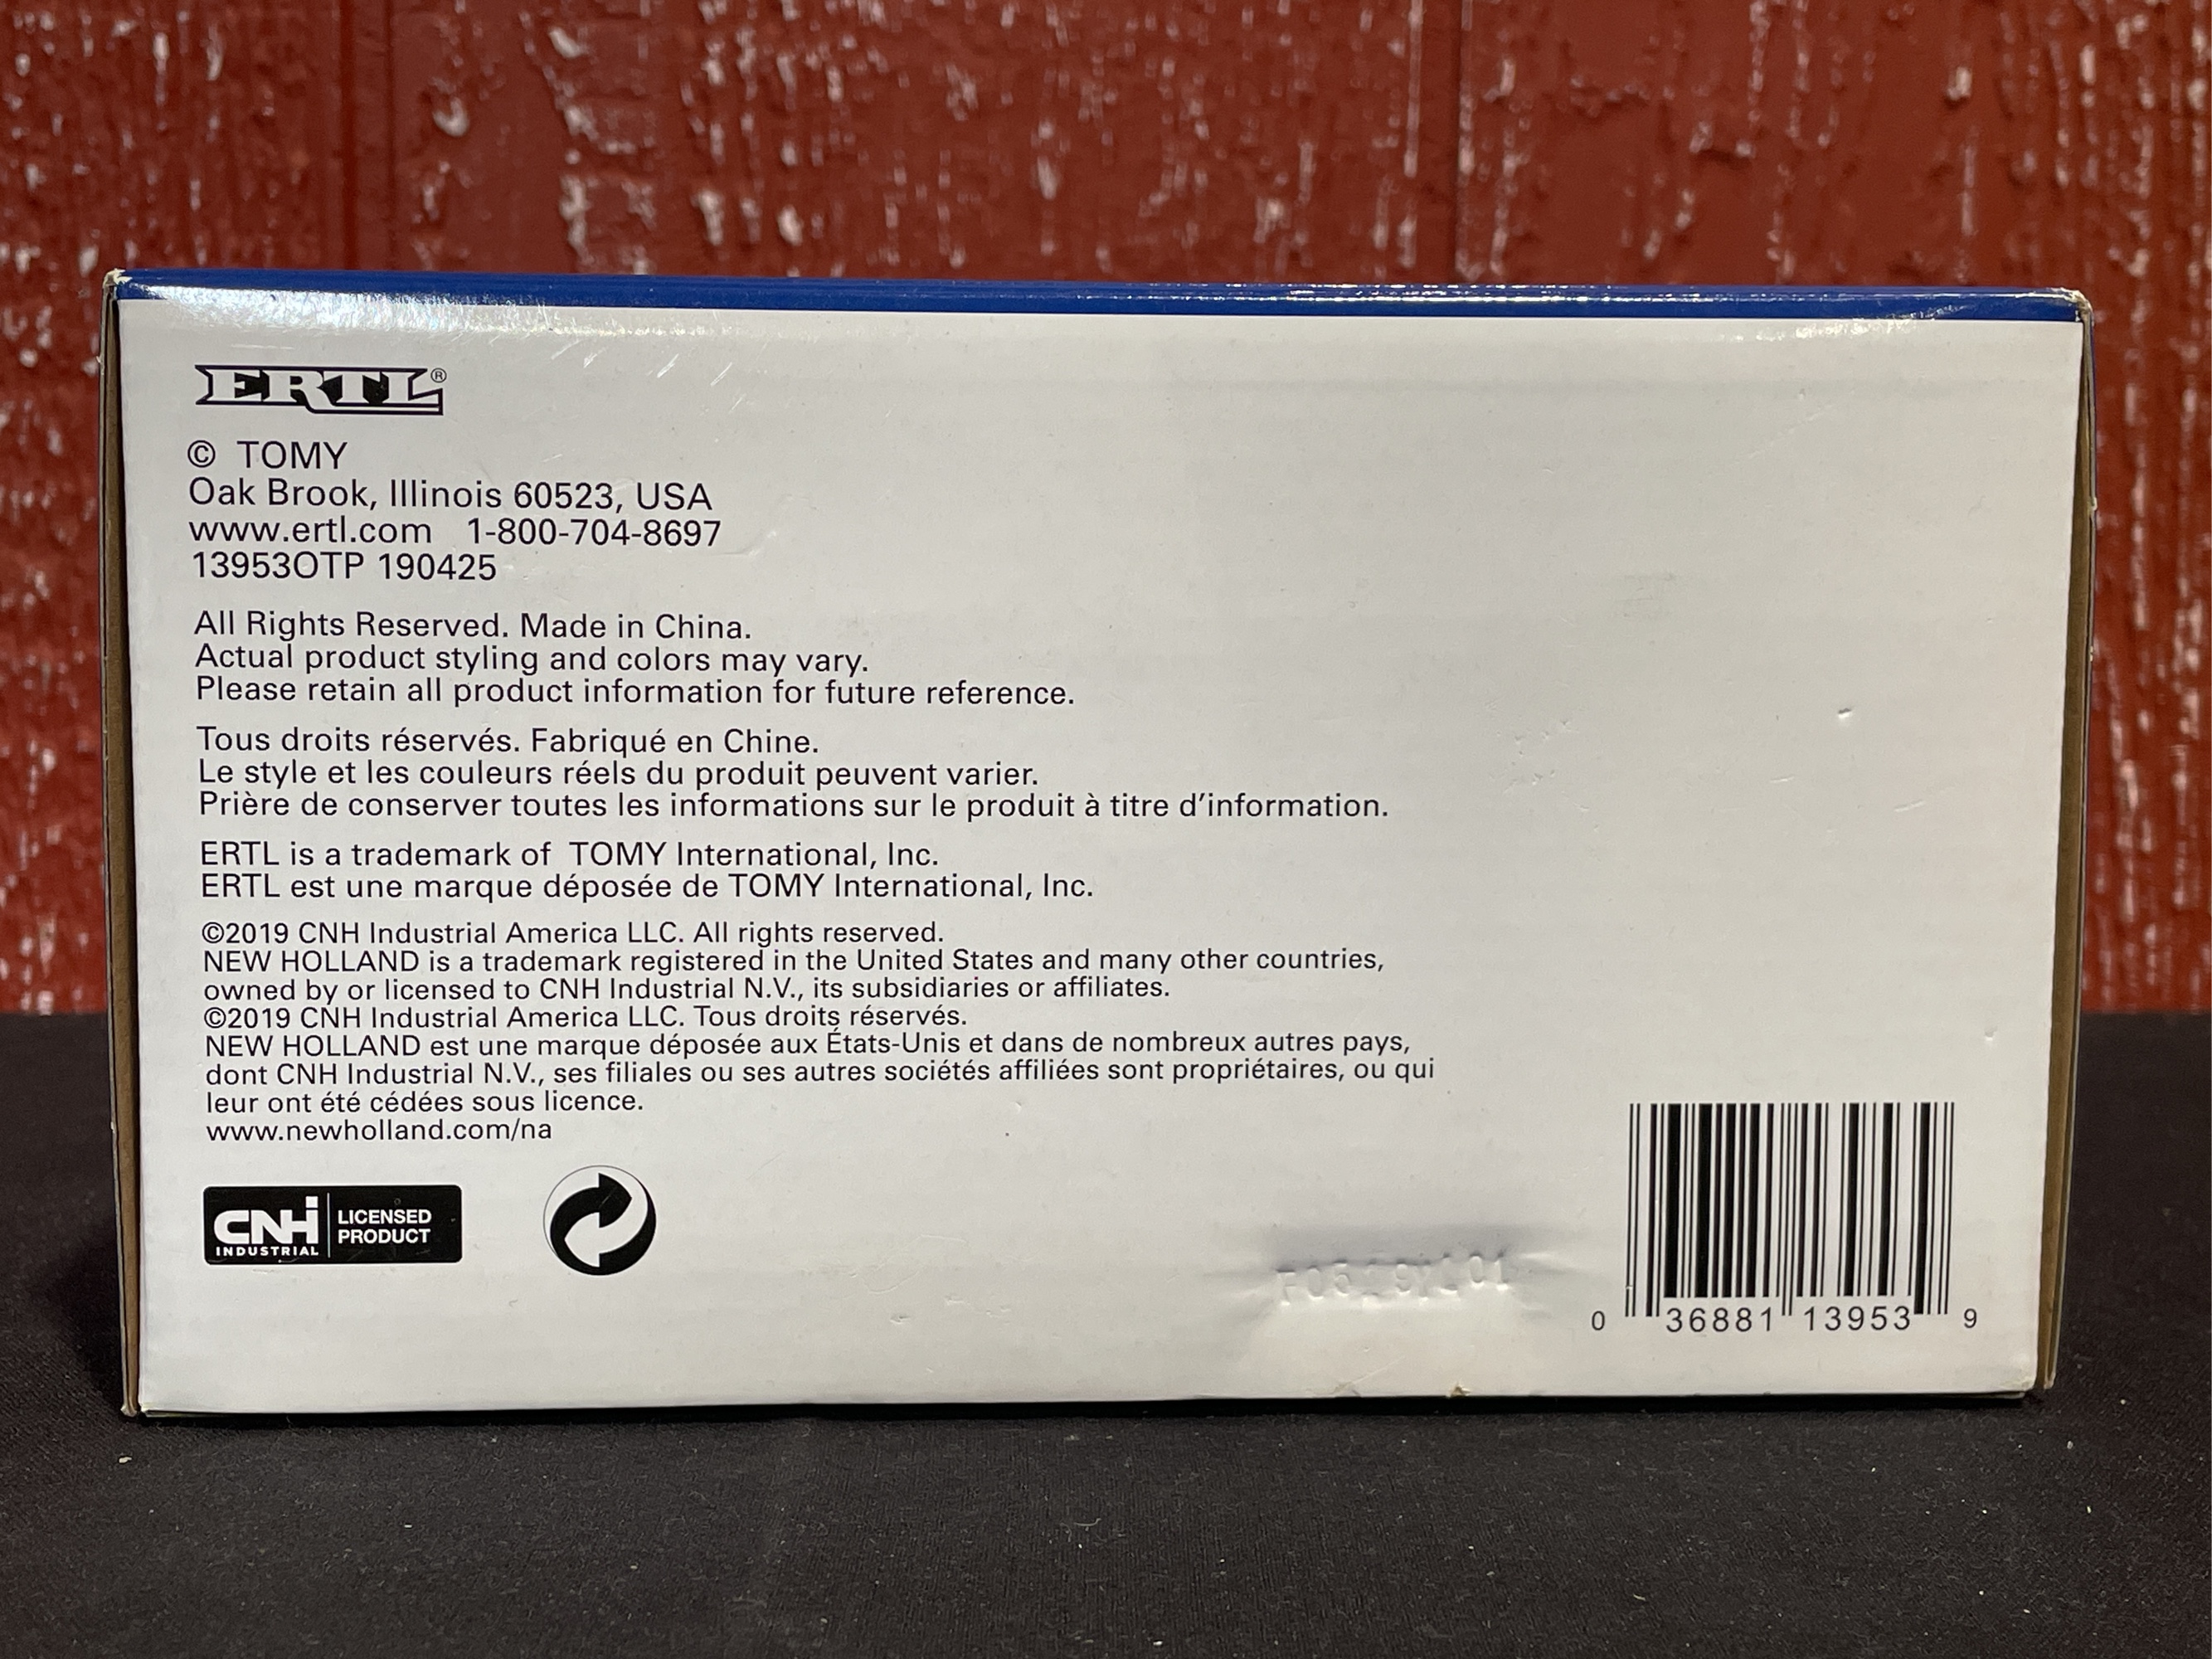 ERTL®
© TOMY
Oak Brook, Illinois 60523, USA
www.ertl.com 1-800-704-8697
13953OTP 190425
All Rights Reserved. Made in China.
Actual product styling and colors may vary.
Please retain all product information for future reference.
Tous droits réservés. Fabriqué en Chine.
Le style et les couleurs réels du produit peuvent varier.
Prière de conserver toutes les informations sur le produit à titre d'information.
ERTL is a trademark of TOMY International, Inc.
ERTL est une marque déposée de TOMY International, Inc.
©2019 CNH Industrial America LLC. All rights reserved.
NEW HOLLAND is a trademark registered in the United States and many other countries,
owned by or licensed to CNH Industrial N.V., its subsidiaries or affiliates.
©2019 CNH Industrial America LLC. Tous droits réservés.
NEW HOLLAND est une marque déposée aux États-Unis et dans de nombreux autres pays,
dont CNH Industrial N.V., ses filiales ou ses autres sociétés affiliées sont propriétaires, ou qui
leur ont été cédées sous licence.
www.newholland.com/na
CNH INDUSTRIAL LICENSED PRODUCT
0 36881 13953 9